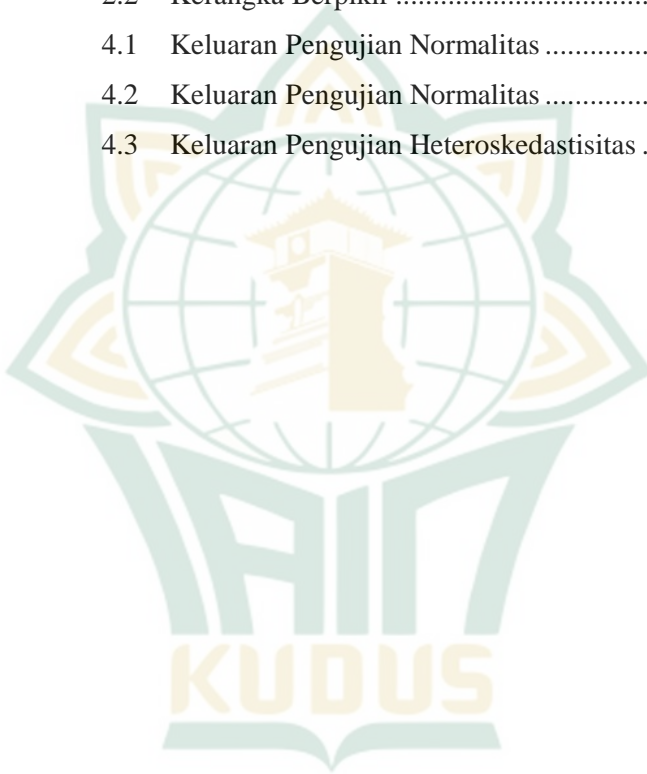 2.2 Kerangka Berpikir ....................................
4.1 Keluaran Pengujian Normalitas .............
4.2 Keluaran Pengujian Normalitas .............
4.3 Keluaran Pengujian Heteroskedastisitas .
IAIN
KUDUS